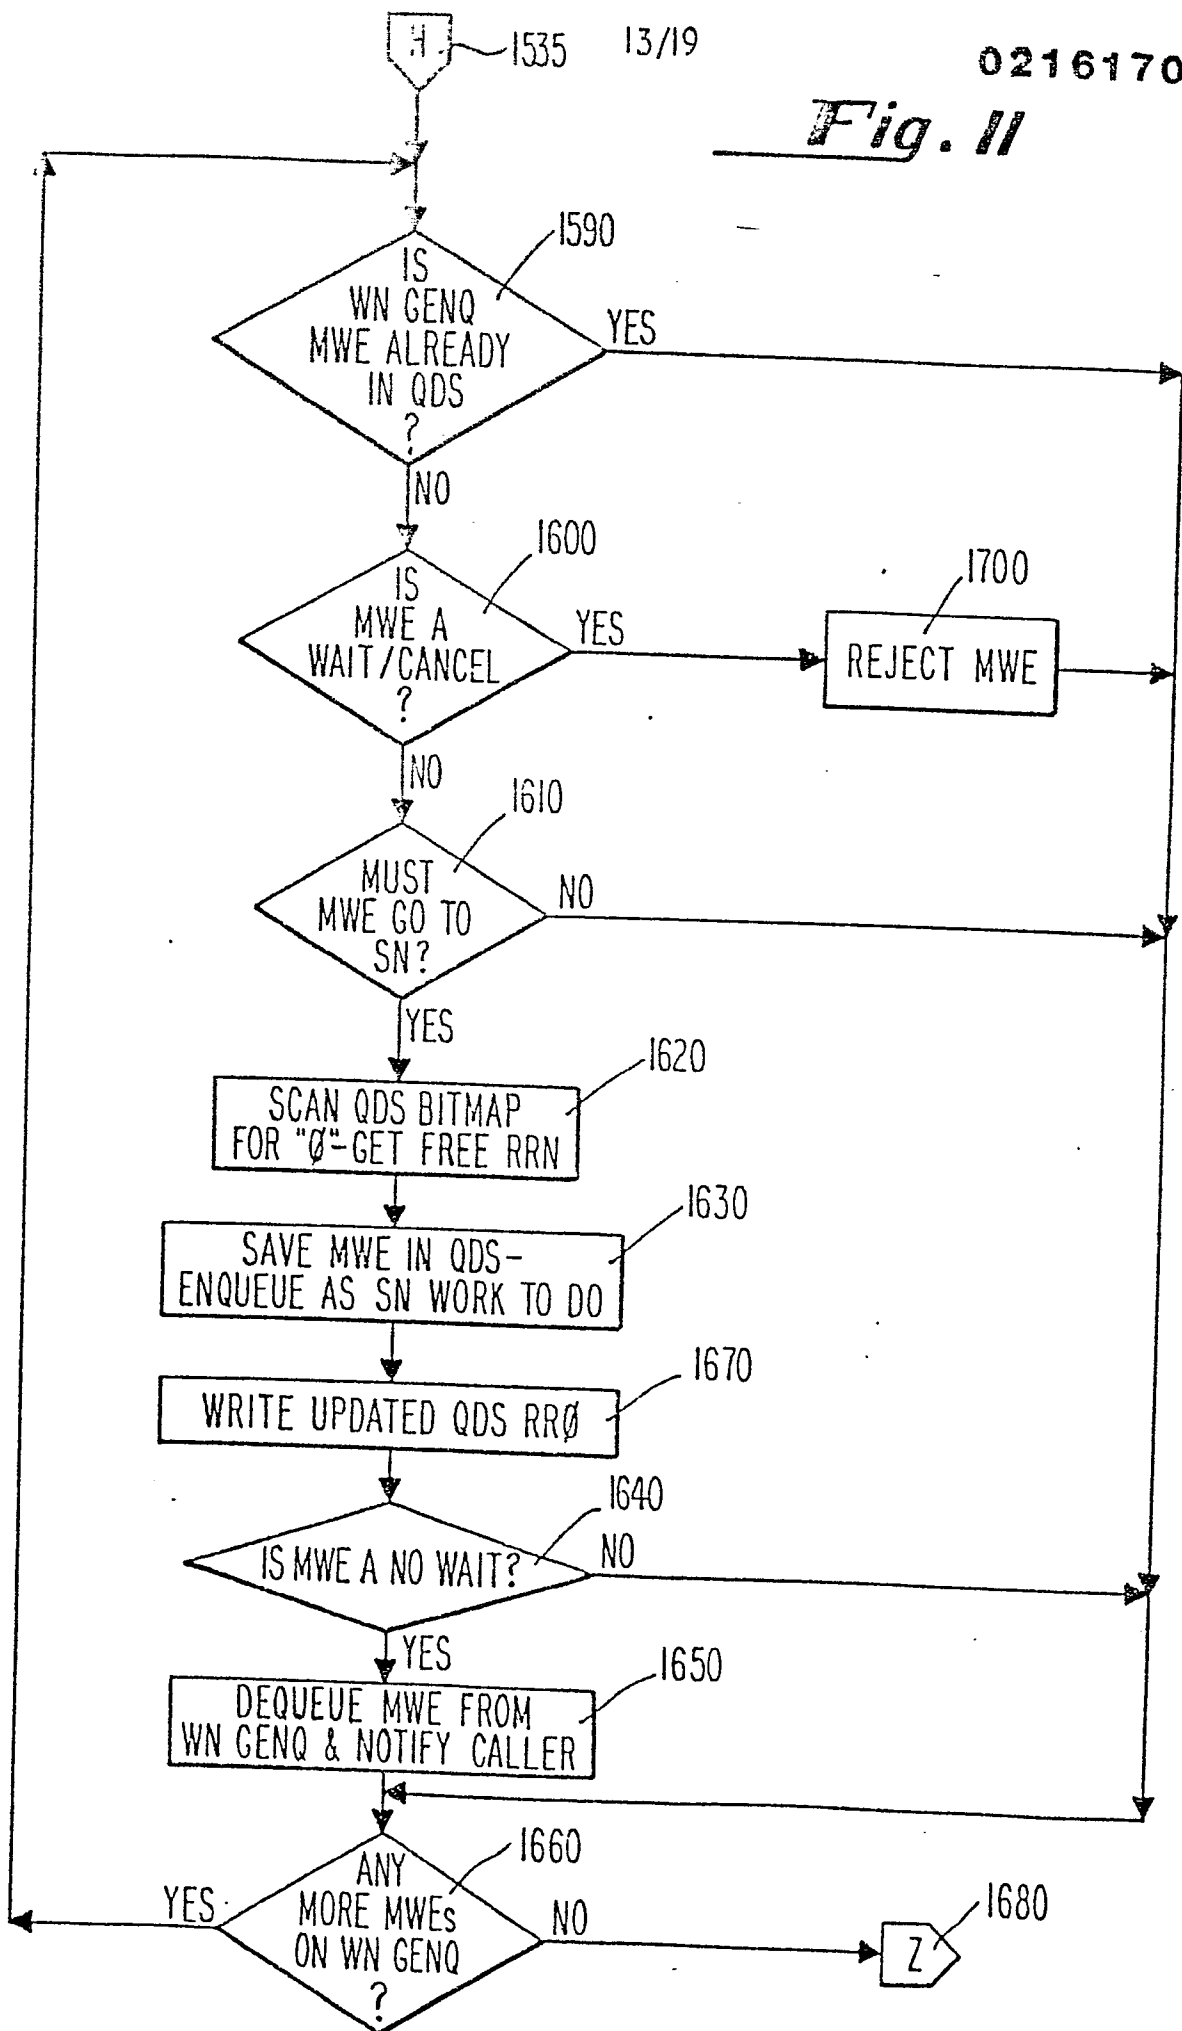 H
1535
13/19
0216170
Fig. 11
1590
IS
WN GENQ
MWE ALREADY
IN QDS
?
YES
NO
1600
IS
MWE A
WAIT/CANCEL
?
YES
1700
REJECT MWE
NO
1610
MUST
MWE GO TO
SN?
NO
YES
1620
SCAN QDS BITMAP
FOR "Ø"-GET FREE RRN
1630
SAVE MWE IN QDS-
ENQUEUE AS SN WORK TO DO
1670
WRITE UPDATED QDS RRØ
1640
IS MWE A NO WAIT?
NO
YES
1650
DEQUEUE MWE FROM
WN GENQ & NOTIFY CALLER
1660
ANY
MORE MWEs
ON WN GENQ
?
YES
NO
1680
Z